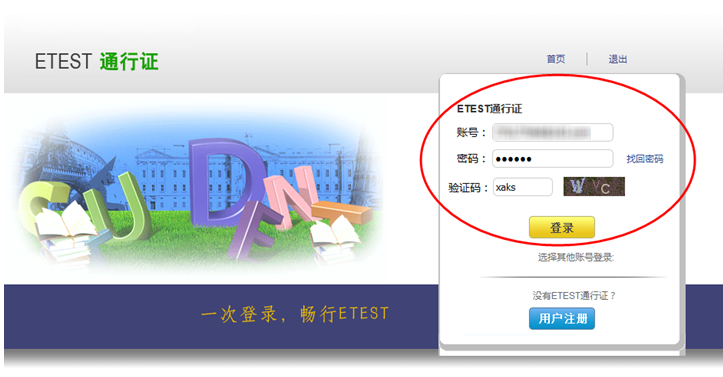 ETEST 通行证
首页 | 退出
ETEST通行证
账号：
密码：●●●●●● 找回密码
验证码：xaks W V C
登录
选择其他账号登录:
没有ETEST通行证？
用户注册
CUDEN
一次登录，畅行ETEST